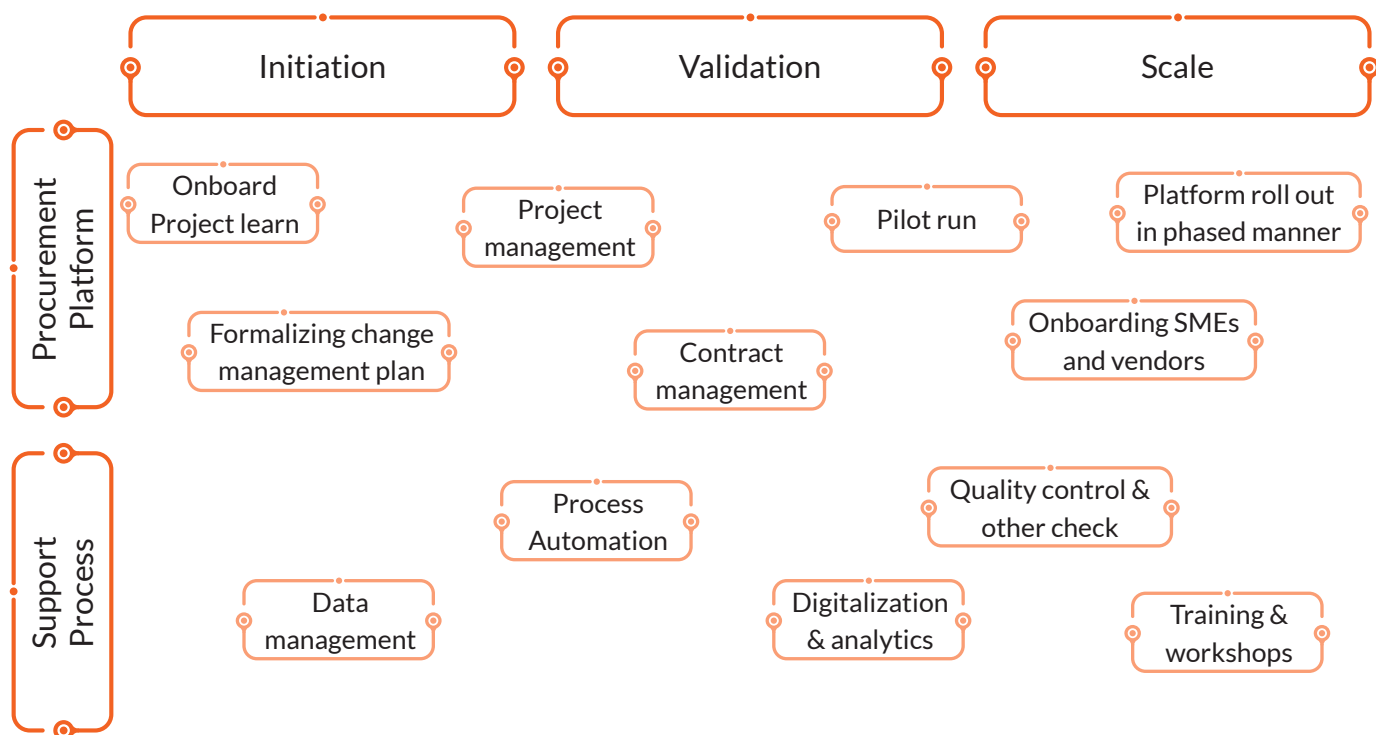 Initiation
Validation
Scale
Procurement
Platform
Onboard
Project learn
Project
management
Pilot run
Platform roll out
in phased manner
Formalizing change
management plan
Contract
management
Onboarding SMEs
and vendors
Support
Process
Process
Automation
Quality control &
other check
Data
management
Digitalization
& analytics
Training &
workshops